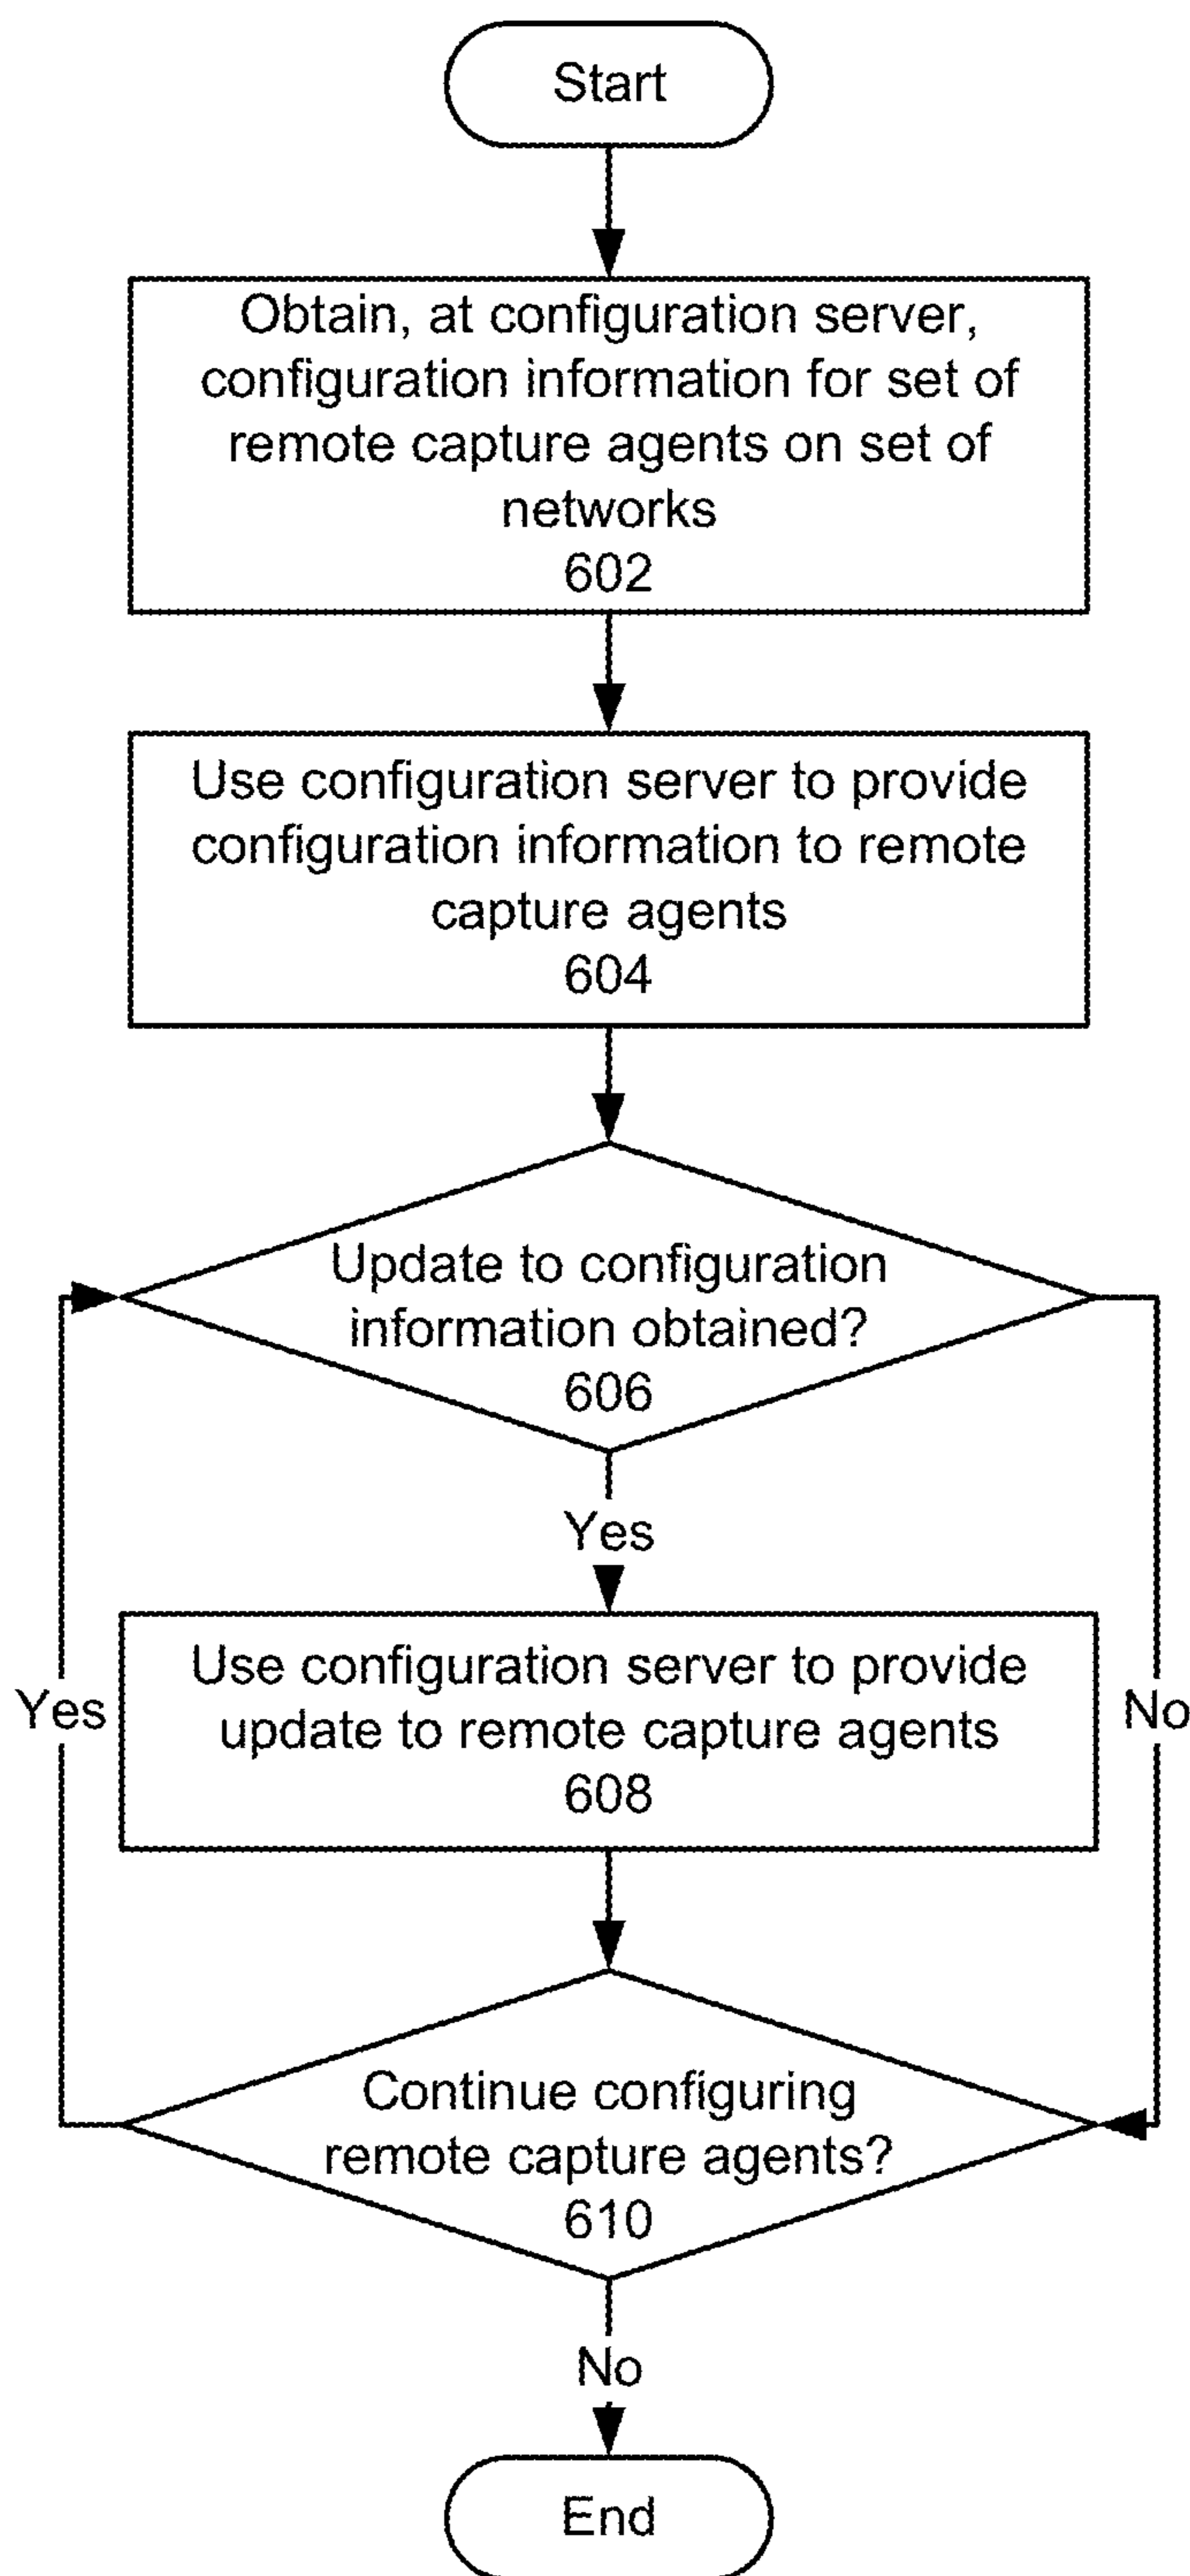 Start
Obtain, at configuration server,
configuration information for set of
remote capture agents on set of
networks
602
Use configuration server to provide
configuration information to remote
capture agents
604
Update to configuration
information obtained?
606
Yes
Use configuration server to provide
update to remote capture agents
608
Yes
No
Continue configuring
remote capture agents?
610
No
End